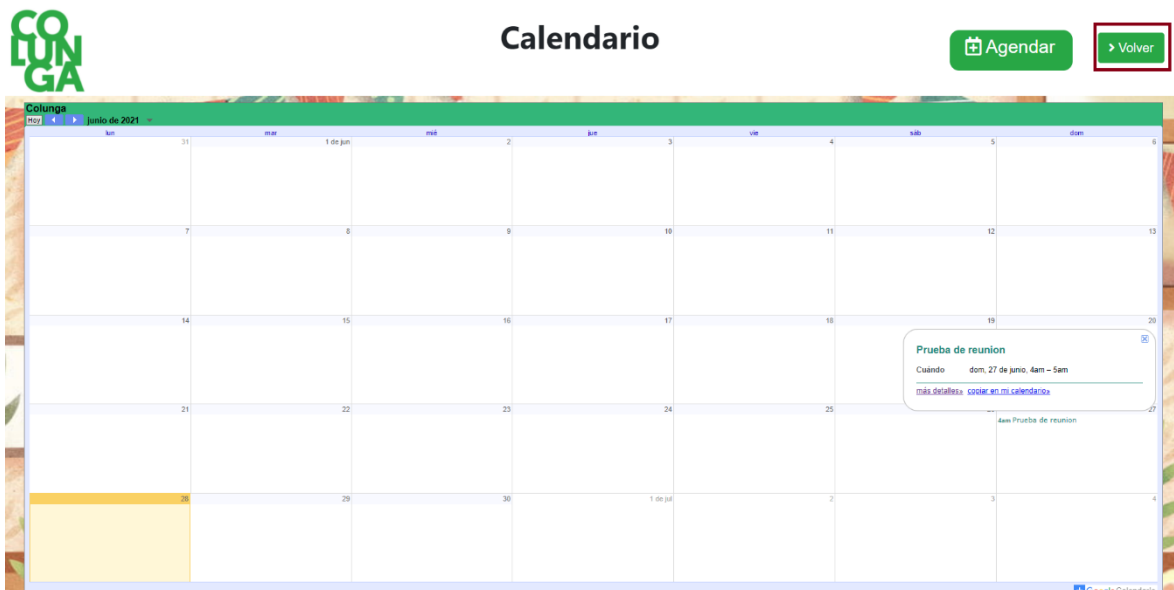 CO
LUN
GA
Calendario
Agendar
Volver
Colunga
Hoy junio de 2021
lun mar mié jue vie sáb dom
31 1 de jun 2 3 4 5 6
7 8 9 10 11 12 13
14 15 16 17 18 19 20
Prueba de reunion
Cuándo dom, 27 de junio, 4am – 5am
más detalles» copiar en mi calendario»
21 22 23 24 25 27
4am Prueba de reunion
28 29 30 1 de jul 2 3 4